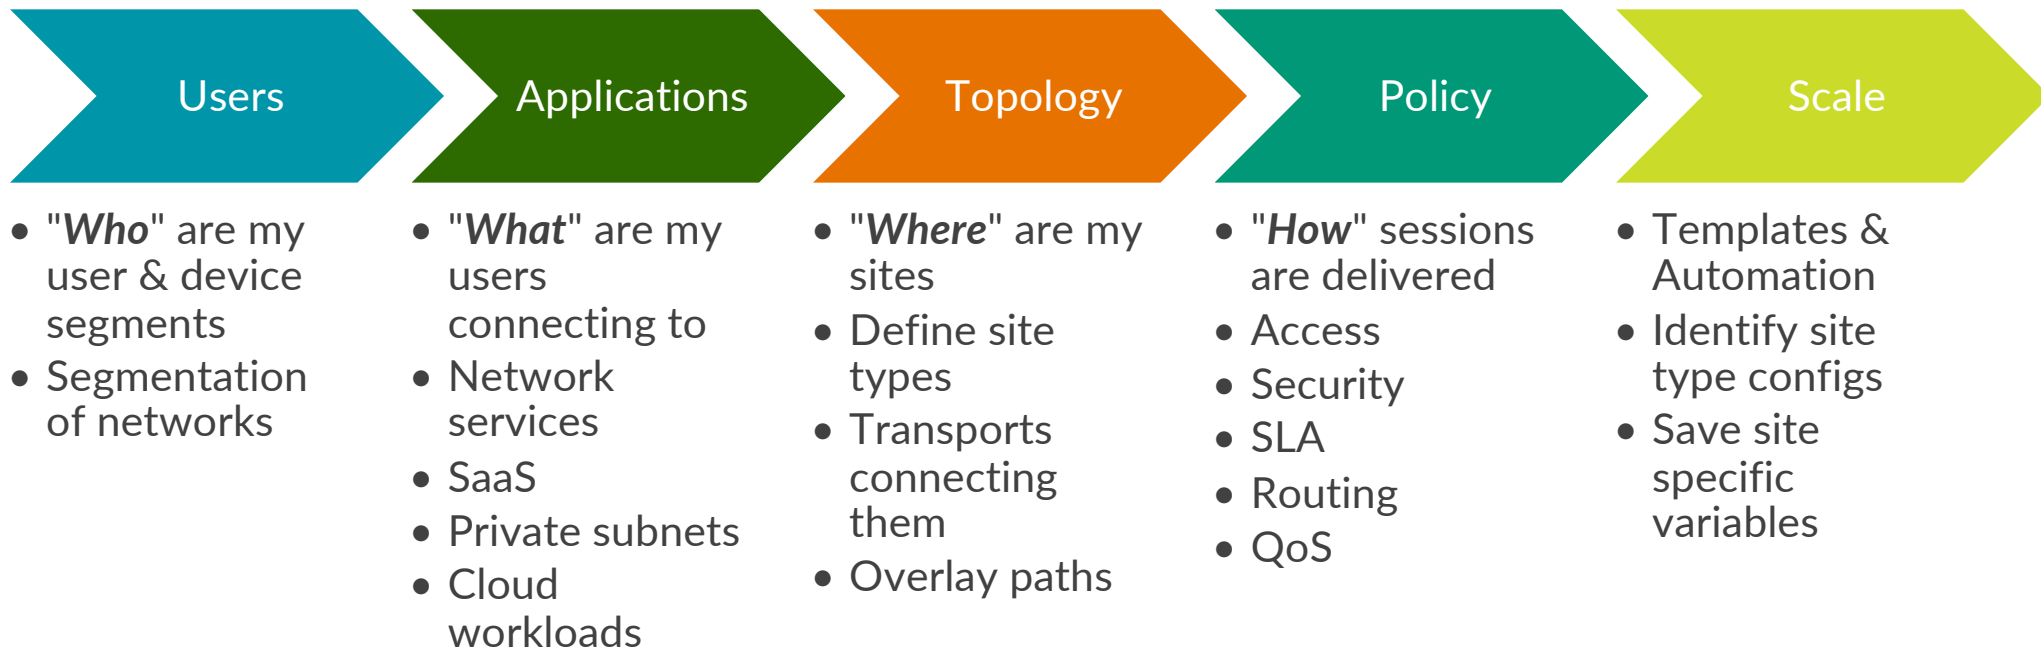 Users
Applications
Topology
Policy
Scale
• "Who" are my
user & device
segments
• Segmentation
of networks
• "What" are my
users
connecting to
• Network
services
• SaaS
• Private subnets
• Cloud
workloads
• "Where" are my
sites
• Define site
types
• Transports
connecting
them
• Overlay paths
• "How" sessions
are delivered
• Access
• Security
• SLA
• Routing
• QoS
• Templates &
Automation
• Identify site
type configs
• Save site
specific
variables